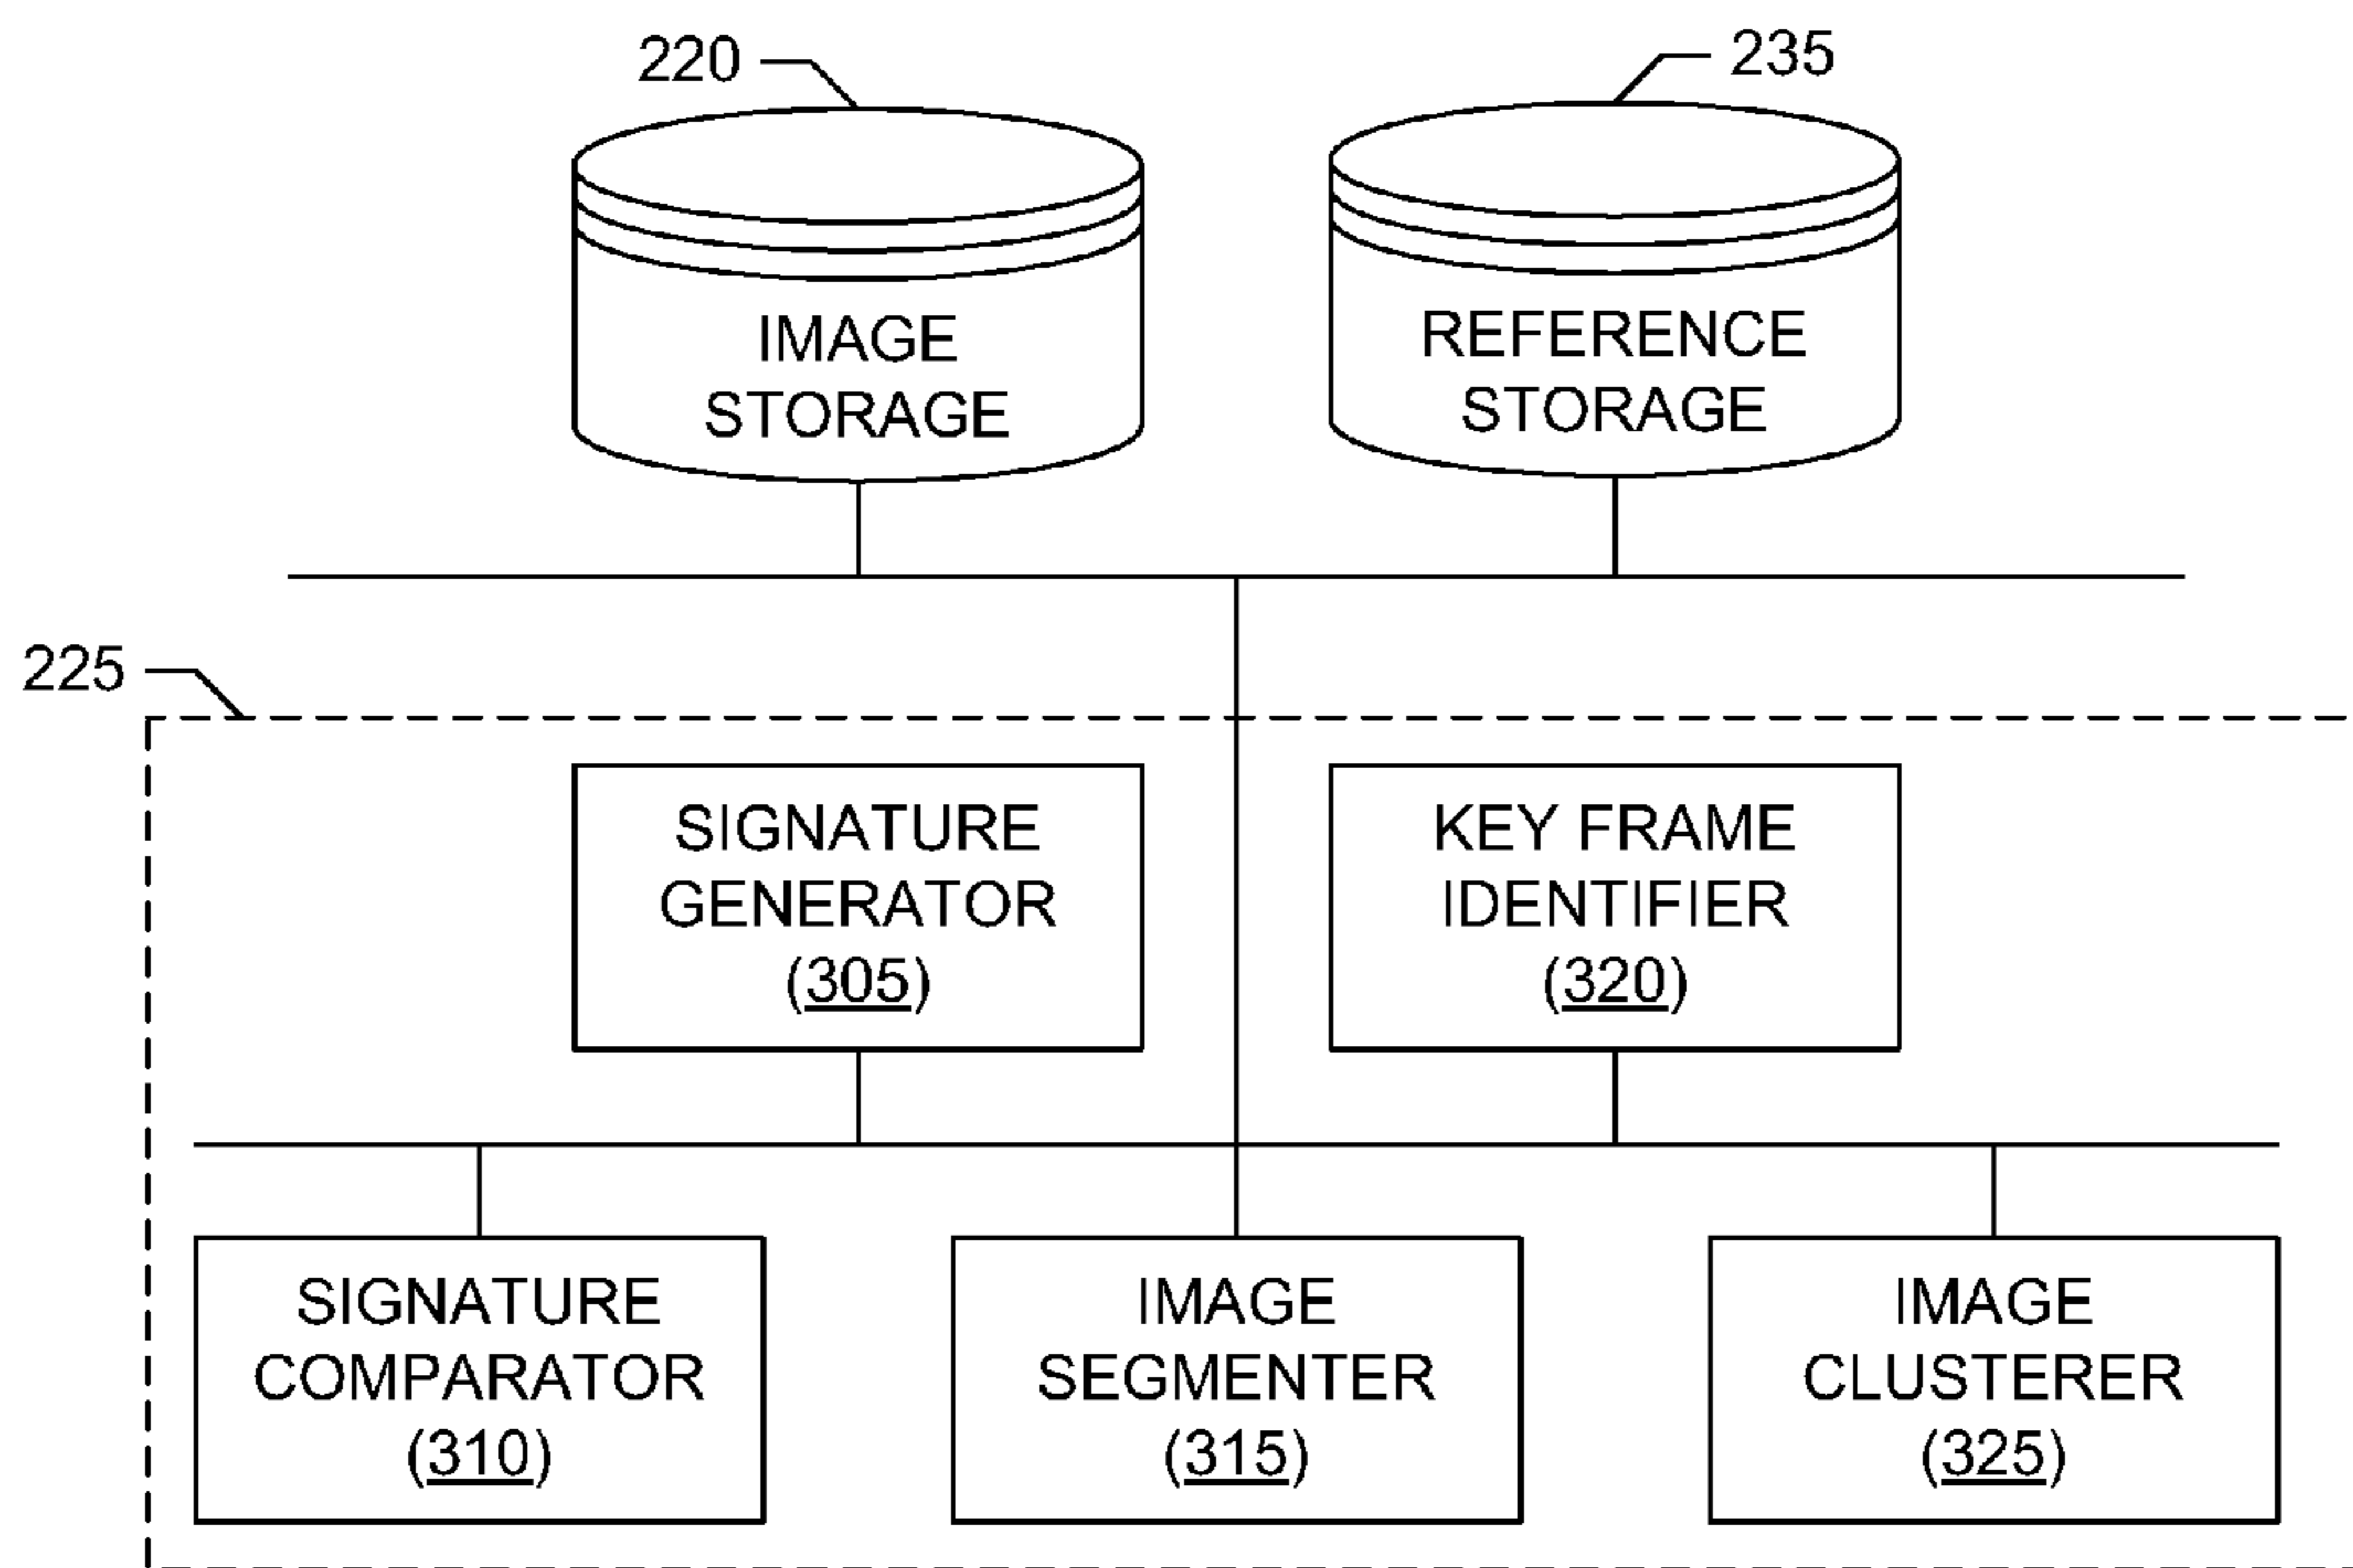 220
235
IMAGE
STORAGE
REFERENCE
STORAGE
225
SIGNATURE
GENERATOR
(305)
KEY FRAME
IDENTIFIER
(320)
SIGNATURE
COMPARATOR
(310)
IMAGE
SEGMENTER
(315)
IMAGE
CLUSTERER
(325)